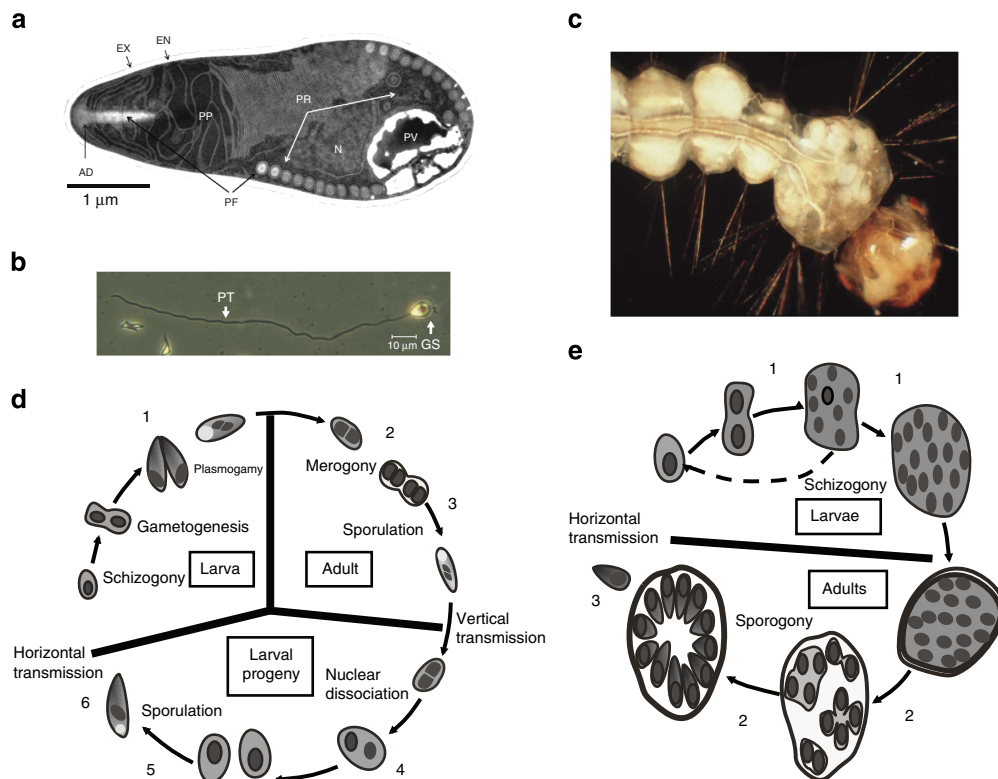 a
EX
EN
PP
PR
N
PV
AD
PF
1 μm
b
PT
10 μm
GS
c
d
1
Plasmogamy
2
Merogony
3
Gametogenesis
Sporulation
Schizogony
Larva
Adult
Vertical
transmission
Horizontal
transmission
Larval
progeny
Nuclear
dissociation
6
Sporulation
5
4
e
1
1
Schizogony
Larvae
Horizontal
transmission
Adults
3
Sporogony
2
2